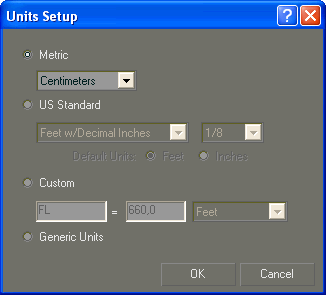 Units Setup
Metric
Centimeters
US Standard
Feet w/Decimal Inches 1/8
Default Units: Feet Inches
Custom
FL = 660,0 Feet
Generic Units
OK Cancel